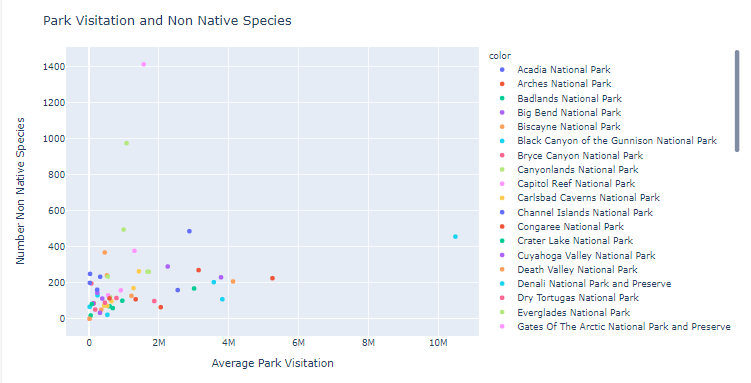 Park Visitation and Non Native Species
color
Acadia National Park
Arches National Park
Badlands National Park
Big Bend National Park
Biscayne National Park
Black Canyon of the Gunnison National Park
Bryce Canyon National Park
Canyonlands National Park
Capitol Reef National Park
Carlsbad Caverns National Park
Channel Islands National Park
Congaree National Park
Crater Lake National Park
Cuyahoga Valley National Park
Death Valley National Park
Denali National Park and Preserve
Dry Tortugas National Park
Everglades National Park
Gates Of The Arctic National Park and Preserve
Number Non Native Species
1400
1200
1000
800
600
400
200
0
0 2M 4M 6M 8M 10M
Average Park Visitation